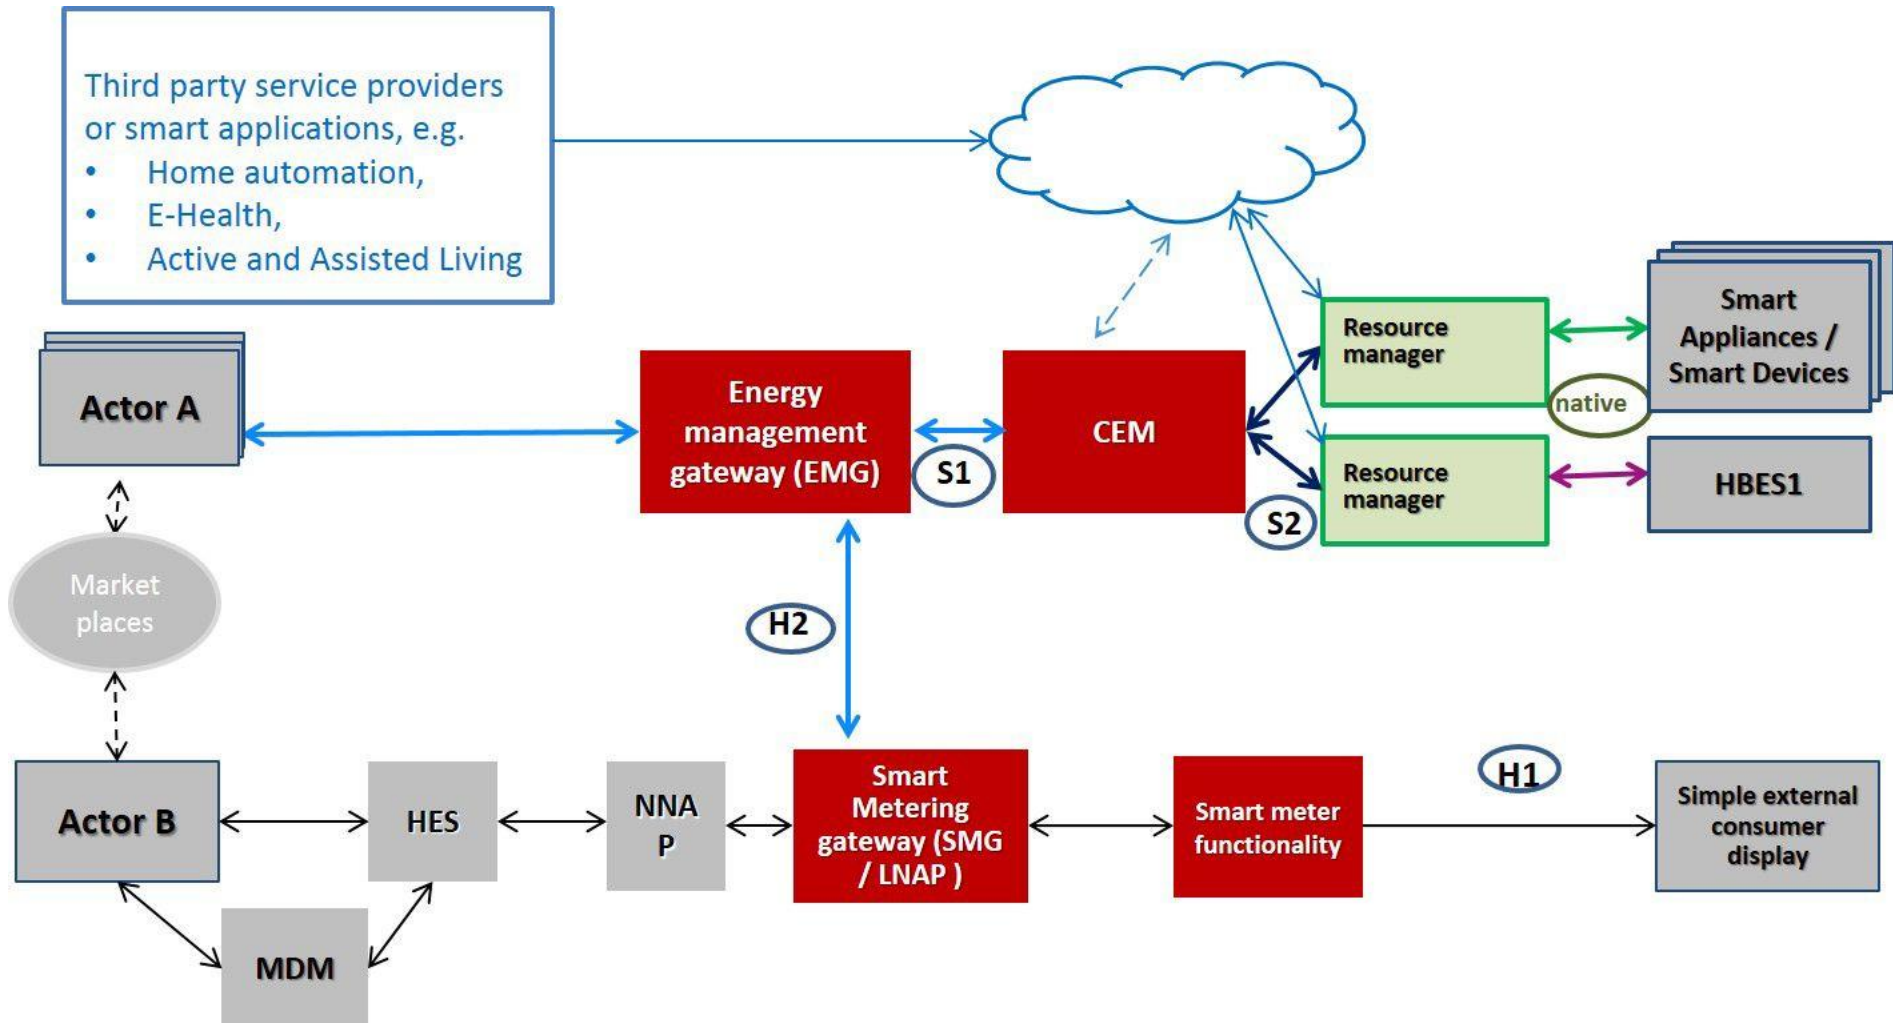 Third party service providers
or smart applications, e.g.
• Home automation,
• E-Health,
• Active and Assisted Living
Actor A
Energy
management
gateway (EMG)
S1
CEM
S2
Resource
manager
native
Smart
Appliances /
Smart Devices
Resource
manager
HBES1
Market
places
H2
Actor B
HES
NNA
P
Smart
Metering
gateway (SMG
/ LNAP )
Smart meter
functionality
H1
Simple external
consumer
display
MDM